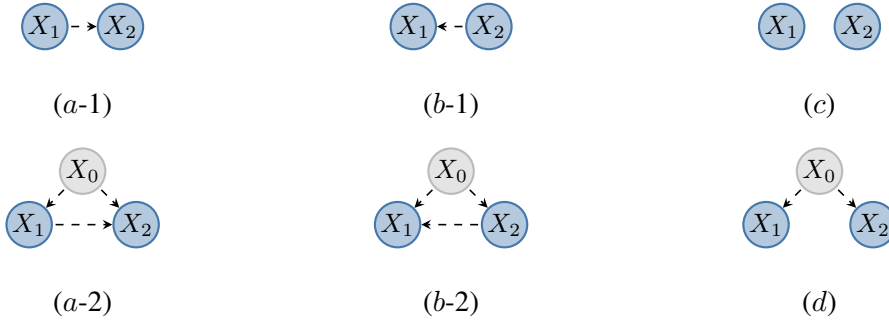 X₁ X₂ X₁ X₂ X₁ X₂
(a-1) (b-1) (c)
X₀ X₀ X₀
X₁ X₂ X₁ X₂ X₁ X₂
(a-2) (b-2) (d)